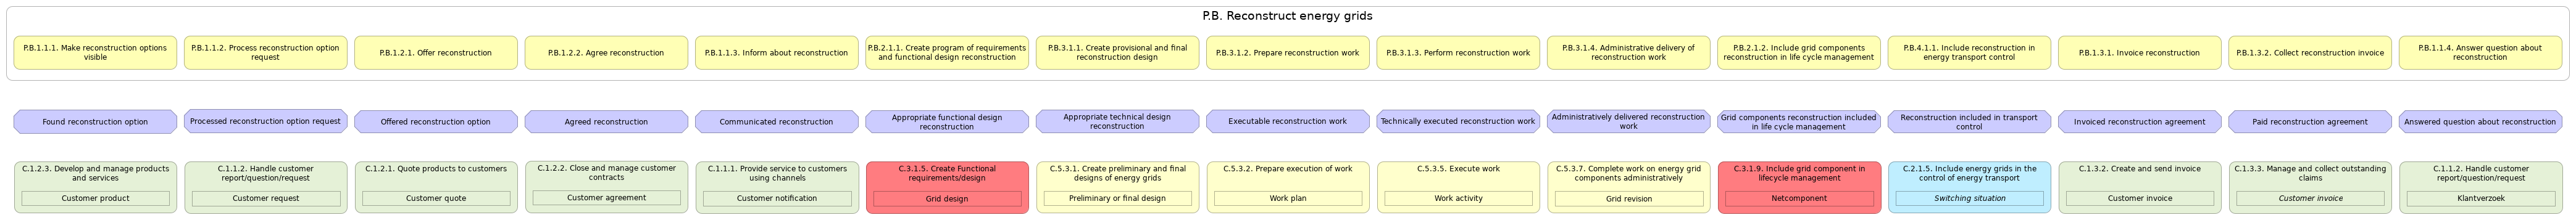 P.B. Reconstruct energy grids
P.B.1.1.1. Make reconstruction options
visible
P.B.1.1.2. Process reconstruction option
request
P.B.1.2.1. Offer reconstruction
P.B.1.2.2. Agree reconstruction
P.B.1.1.3. Inform about reconstruction
P.B.2.1.1. Create program of requirements
and functional design reconstruction
P.B.3.1.1. Create provisional and final
reconstruction design
P.B.3.1.2. Prepare reconstruction work
P.B.3.1.3. Perform reconstruction work
P.B.3.1.4. Administrative delivery of
reconstruction work
P.B.2.1.2. Include grid components
reconstruction in life cycle management
P.B.4.1.1. Include reconstruction in
energy transport control
P.B.1.3.1. Invoice reconstruction
P.B.1.3.2. Collect reconstruction invoice
P.B.1.1.4. Answer question about
reconstruction
Found reconstruction option
Processed reconstruction option request
Offered reconstruction option
Agreed reconstruction
Communicated reconstruction
Appropriate functional design
reconstruction
Appropriate technical design
reconstruction
Executable reconstruction work
Technically executed reconstruction work
Administratively delivered reconstruction
work
Grid components reconstruction included
in life cycle management
Reconstruction included in transport
control
Invoiced reconstruction agreement
Paid reconstruction agreement
Answered question about reconstruction
C.1.2.3. Develop and manage products
and services
Customer product
C.1.1.2. Handle customer
report/question/request
Customer request
C.1.2.1. Quote products to customers
Customer quote
C.1.2.2. Close and manage customer
contracts
Customer agreement
C.1.1.1. Provide service to customers
using channels
Customer notification
C.3.1.5. Create Functional
requirements/design
Grid design
C.5.3.1. Create preliminary and final
designs of energy grids
Preliminary or final design
C.5.3.2. Prepare execution of work
Work plan
C.5.3.5. Execute work
Work activity
C.5.3.7. Complete work on energy grid
components administratively
Grid revision
C.3.1.9. Include grid component in
lifecycle management
Netcomponent
C.2.1.5. Include energy grids in the
control of energy transport
Switching situation
C.1.3.2. Create and send invoice
Customer invoice
C.1.3.3. Manage and collect outstanding
claims
Customer invoice
C.1.1.2. Handle customer
report/question/request
Klantverzoek